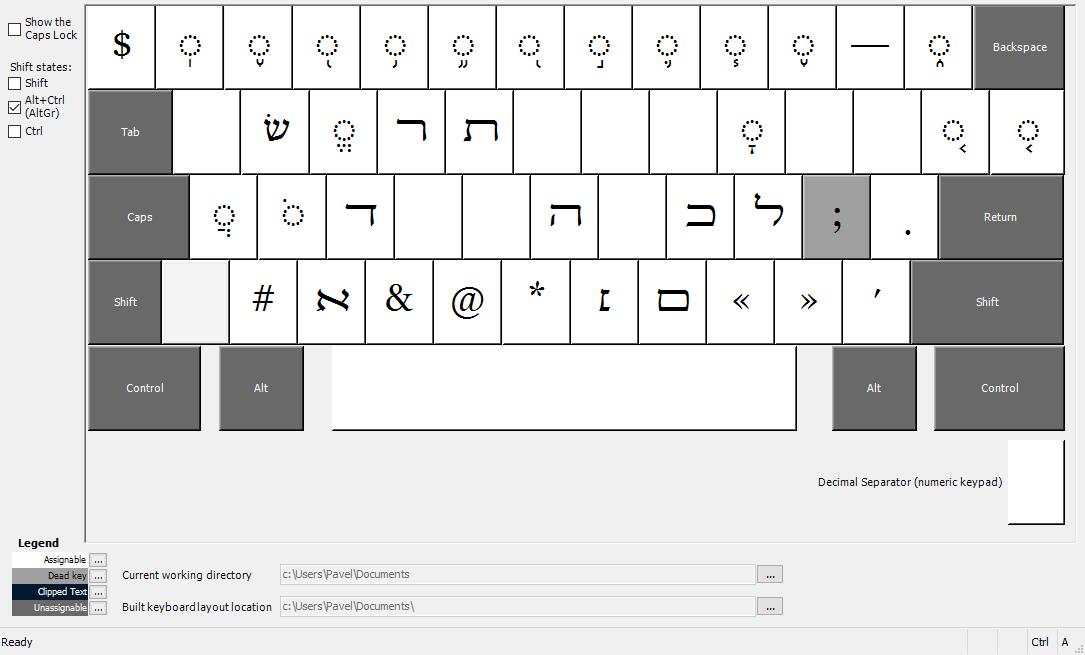 Show the
Caps Lock
$ — Backspace
Shift states:
Shift
Alt+Ctrl
(AltGr)
Ctrl
Tab שׂ ﬧ ﬨ
Caps ﬢ ﬣ ﬤ ﬥ ; . Return
Shift # ﬡ & @ * ׆ ﬦ « » ׳ Shift
Control Alt Alt Control
Decimal Separator (numeric keypad)
Legend
Assignable ...
Dead key ...
Clipped Text ...
Unassignable ...
Current working directory c:\Users\Pavel\Documents ...
Built keyboard layout location c:\Users\Pavel\Documents\ ...
Ready Ctrl A